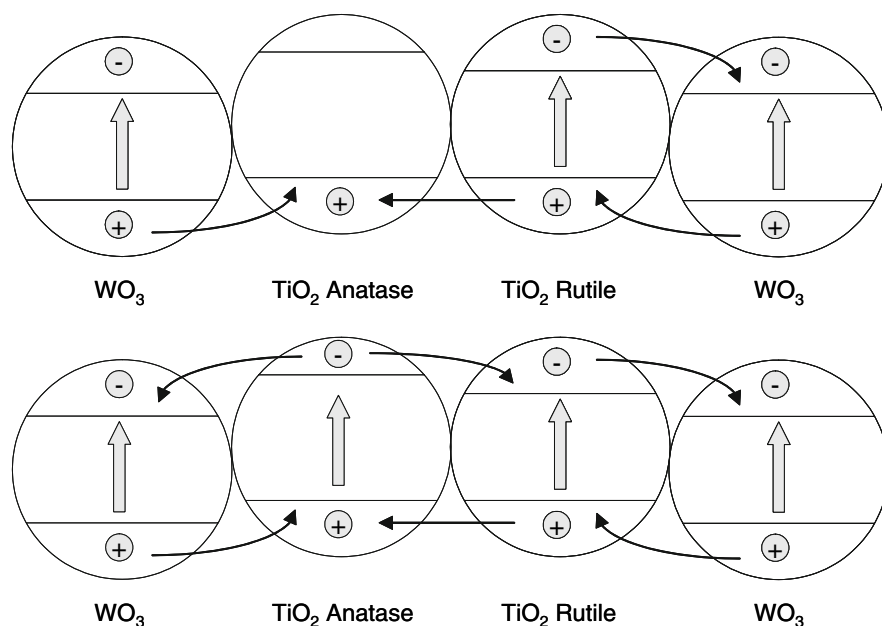 - - -
+ + + +
WO₃ TiO₂ Anatase TiO₂ Rutile WO₃
- - - -
+ + + +
WO₃ TiO₂ Anatase TiO₂ Rutile WO₃